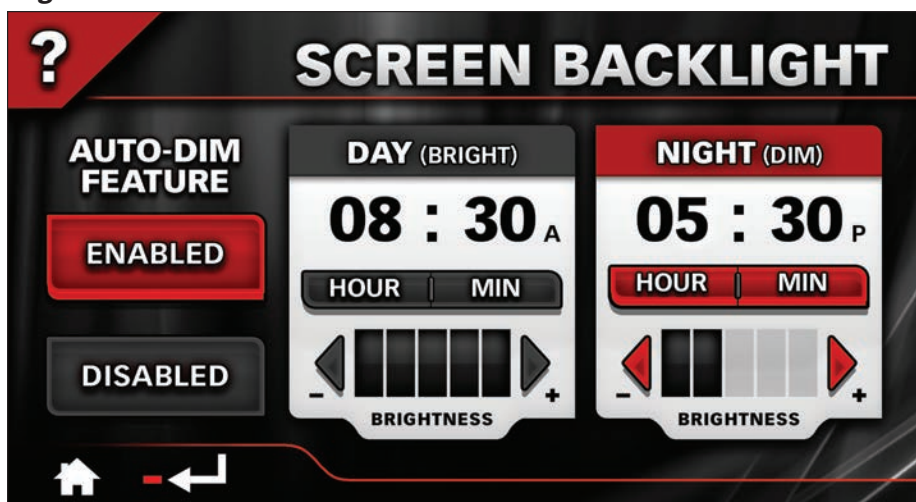 ?
SCREEN BACKLIGHT
AUTO-DIM
FEATURE
ENABLED
DISABLED
DAY (BRIGHT)
08 : 30 A
HOUR MIN
- +
BRIGHTNESS
NIGHT (DIM)
05 : 30 P
HOUR MIN
- +
BRIGHTNESS